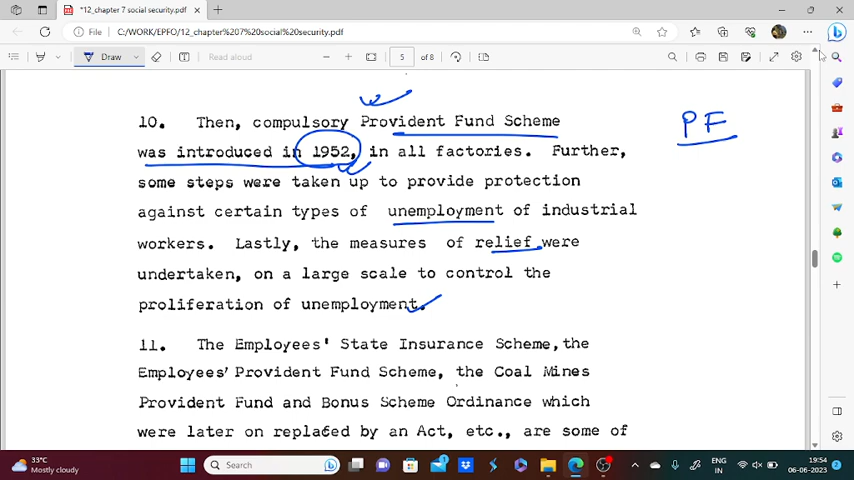 *12_chapter 7 social security.pdf
File C:/WORK/EPFO/12_chapter%207%20social%20security.pdf
Draw Read aloud 5 of 8
10. Then, compulsory Provident Fund Scheme
PF
was introduced in 1952, in all factories. Further,
some steps were taken up to provide protection
against certain types of unemployment of industrial
workers. Lastly, the measures of relief were
undertaken, on a large scale to control the
proliferation of unemployment.
11. The Employees' State Insurance Scheme, the
Employees' Provident Fund Scheme, the Coal Mines
Provident Fund and Bonus Scheme Ordinance which
were later on replaced by an Act, etc., are some of
33°C
Mostly cloudy
Search
ENG
IN
19:54
06-06-2023